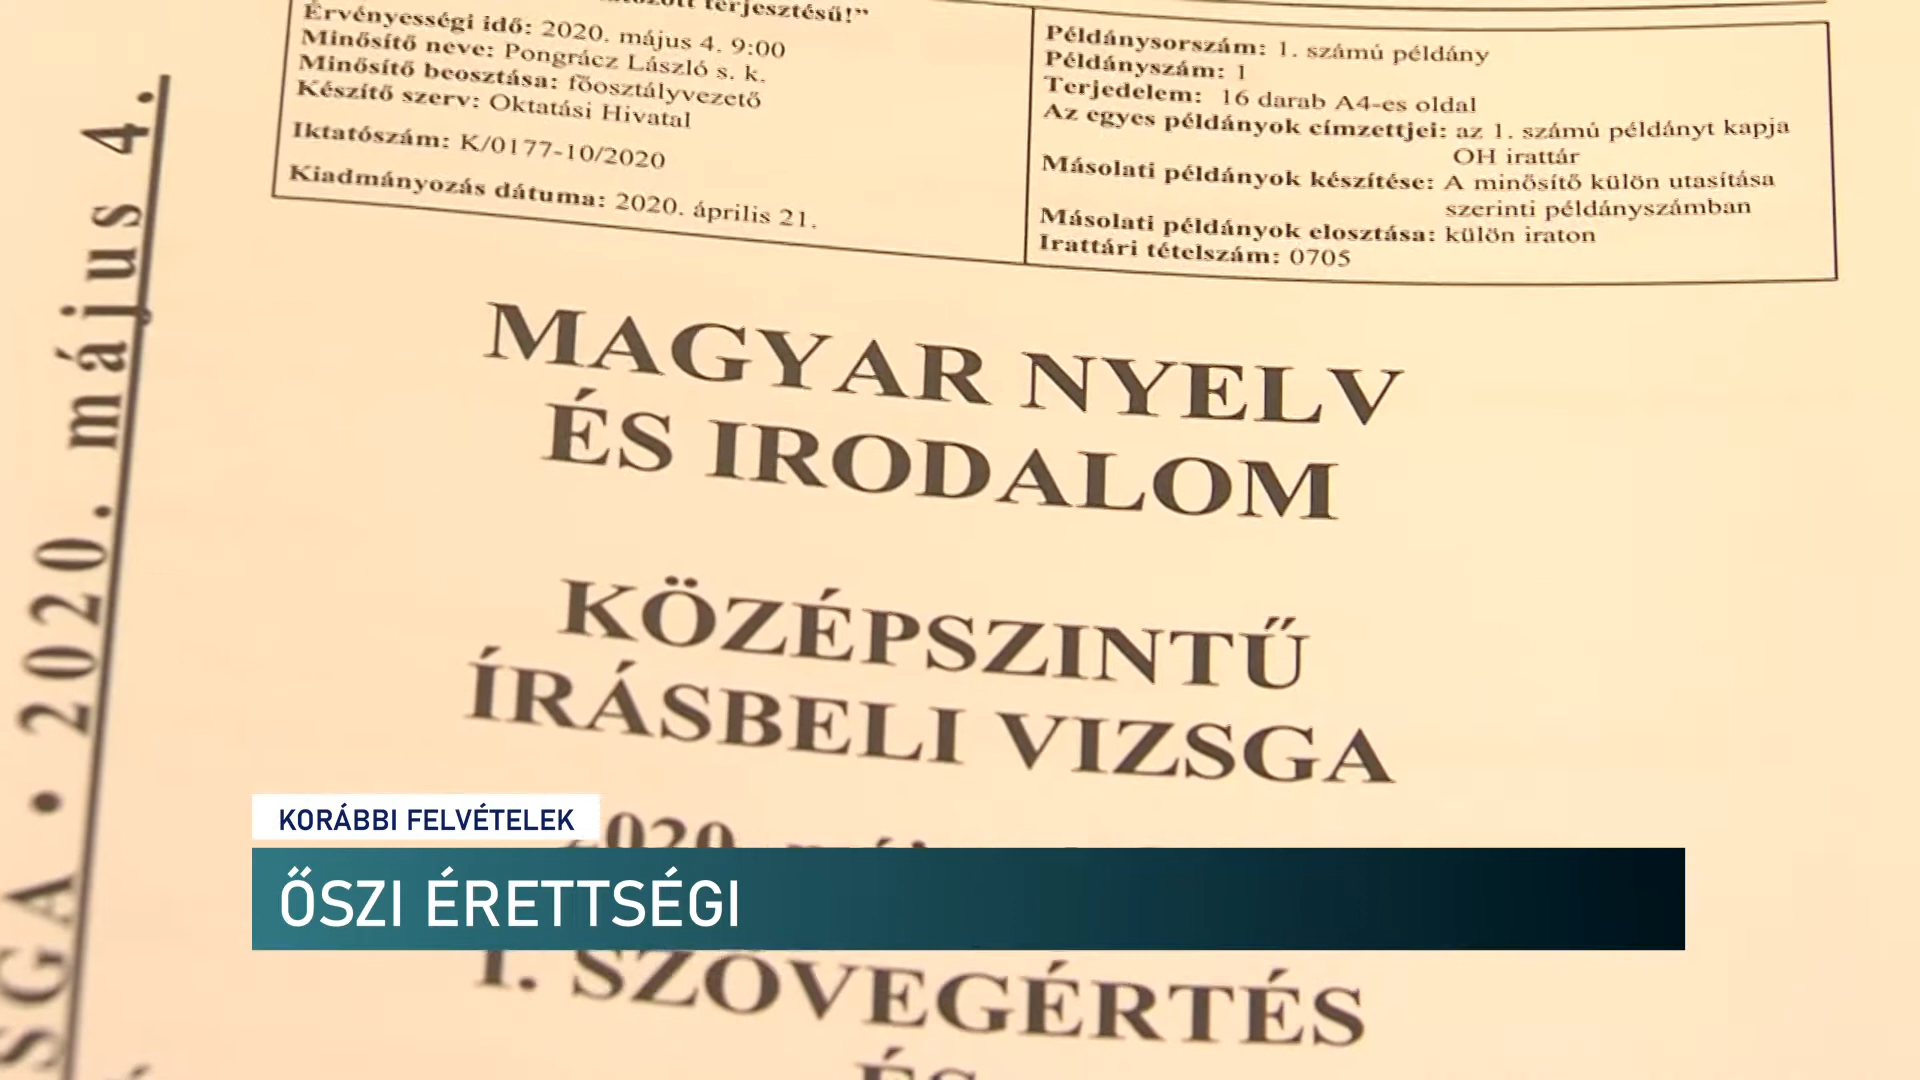 terjesztésű!”
Érvényességi idő: 2020. május 4. 9:00
Minősítő neve: Pongrácz László s. k.
Minősítő beosztása: főosztályvezető
Készítő szerv: Oktatási Hivatal
Iktatószám: K/0177-10/2020
Kiadmányozás dátuma: 2020. április 21.
Példánysorszám: 1. számú példány
Példányszám: 1
Terjedelem: 16 darab A4-es oldal
Az egyes példányok címzettjei: az 1. számú példányt kapja
OH irattár
Másolati példányok készítése: A minősítő külön utasítása
szerinti példányszámban
Másolati példányok elosztása: külön iraton
Irattári tételszám: 0705
SGA • 2020. május 4.
MAGYAR NYELV
ÉS IRODALOM
KÖZÉPSZINTŰ
ÍRÁSBELI VIZSGA
2020.
KORÁBBI FELVÉTELEK
ŐSZI ÉRETTSÉGI
I. SZÖVEGÉRTÉS
ÉS